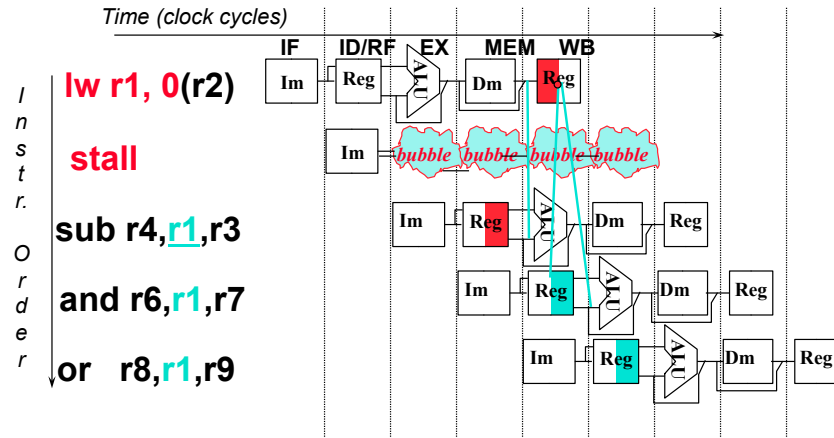 Time (clock cycles)
IF ID/RF EX MEM WB
Instr. Order
lw r1, 0(r2)
Im Reg ALU Dm Reg
stall
Im bubble bubble bubble bubble
sub r4,r1,r3
Im Reg ALU Dm Reg
and r6,r1,r7
Im Reg ALU Dm Reg
or r8,r1,r9
Im Reg ALU Dm Reg